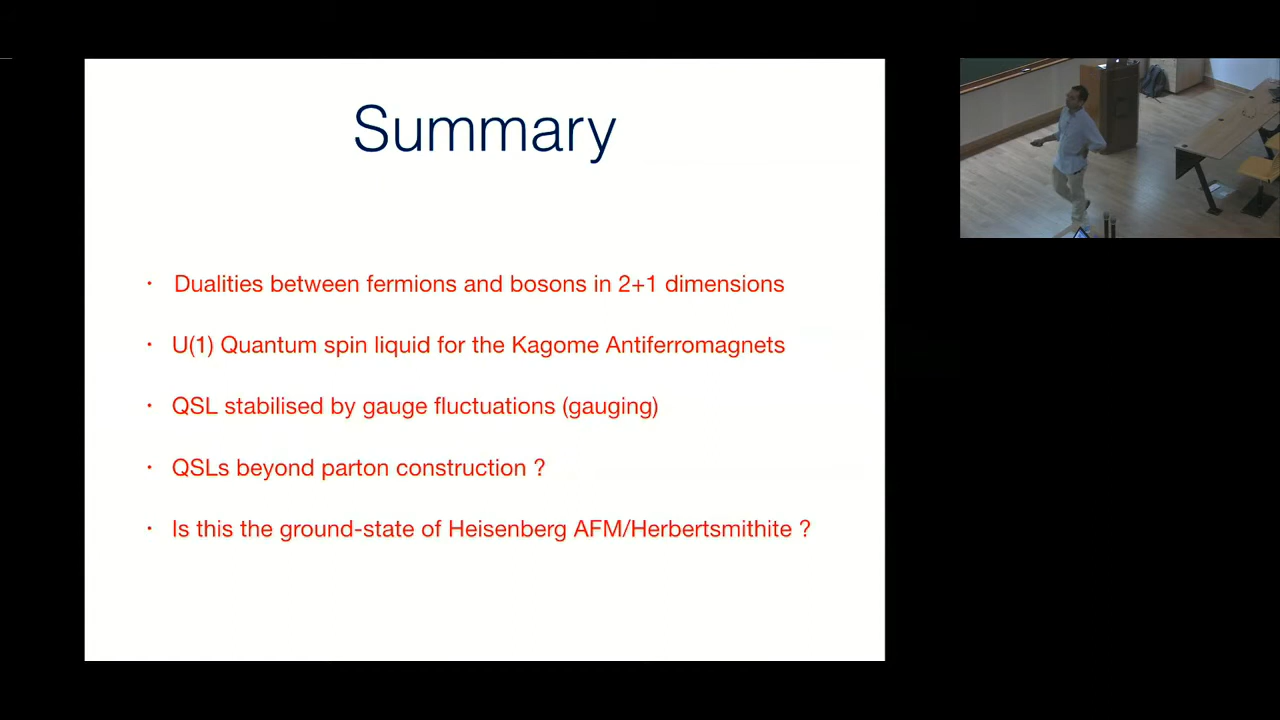 Summary
· Dualities between fermions and bosons in 2+1 dimensions
· U(1) Quantum spin liquid for the Kagome Antiferromagnets
· QSL stabilised by gauge fluctuations (gauging)
· QSLs beyond parton construction ?
· Is this the ground-state of Heisenberg AFM/Herbertsmithite ?